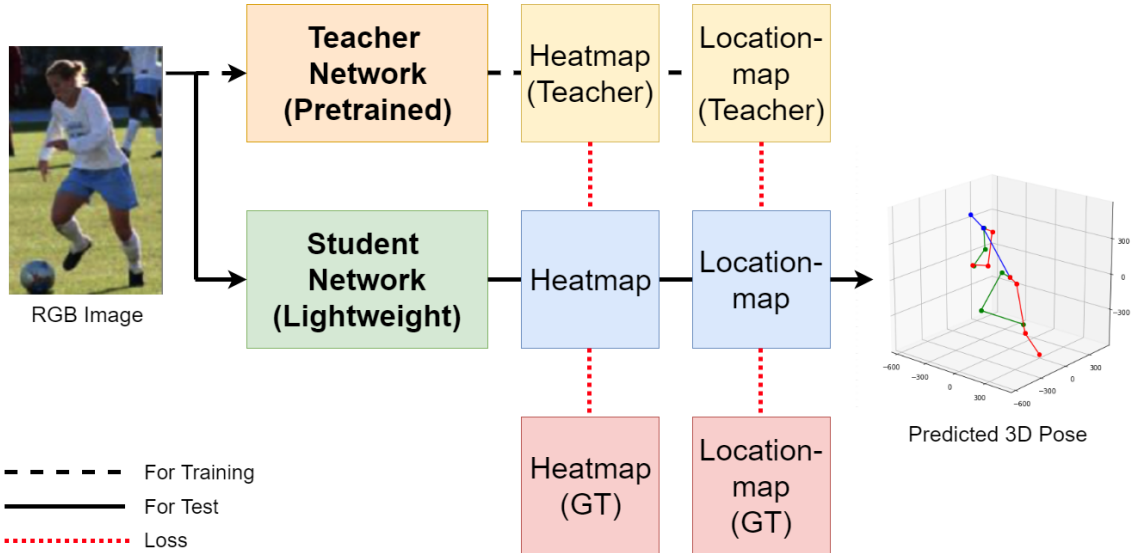 Teacher
Network
(Pretrained)
Heatmap
(Teacher)
Location-
map
(Teacher)
RGB Image
Student
Network
(Lightweight)
Heatmap
Location-
map
300
0
−300
−600
−300
0
300
−600
−300
0
300
Predicted 3D Pose
Heatmap
(GT)
Location-
map
(GT)
For Training
For Test
Loss